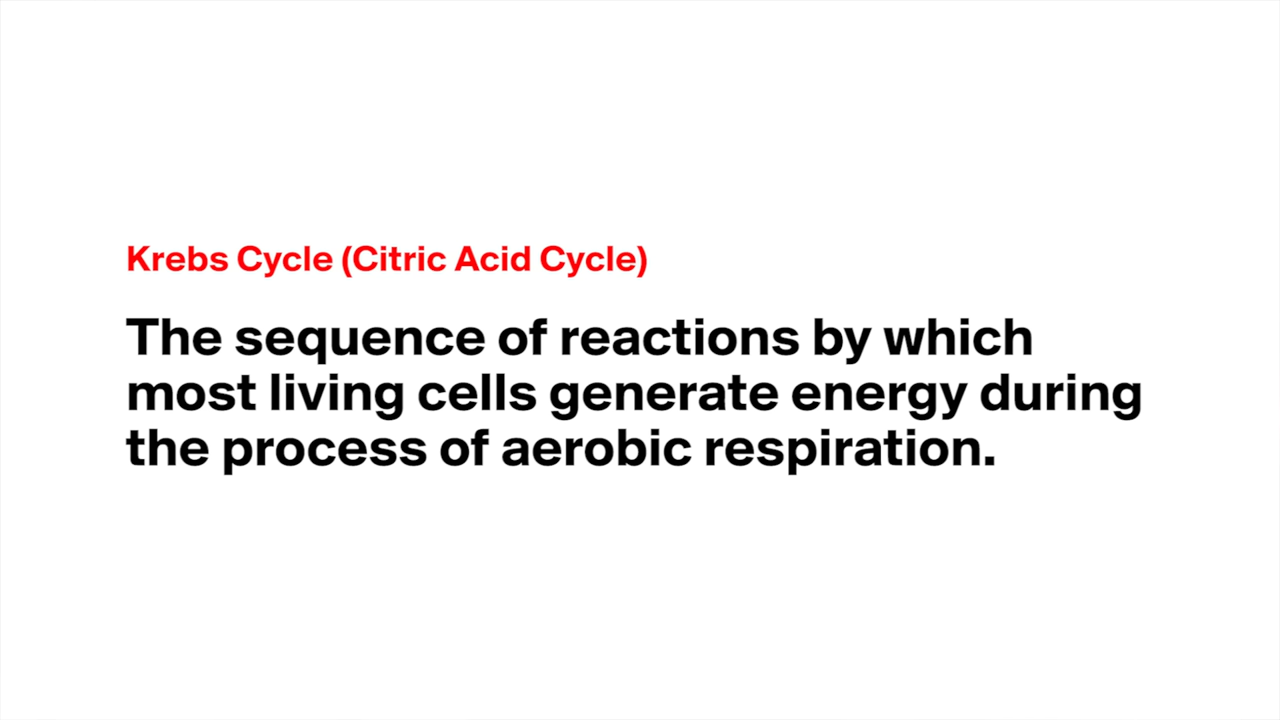 Krebs Cycle (Citric Acid Cycle)
The sequence of reactions by which
most living cells generate energy during
the process of aerobic respiration.